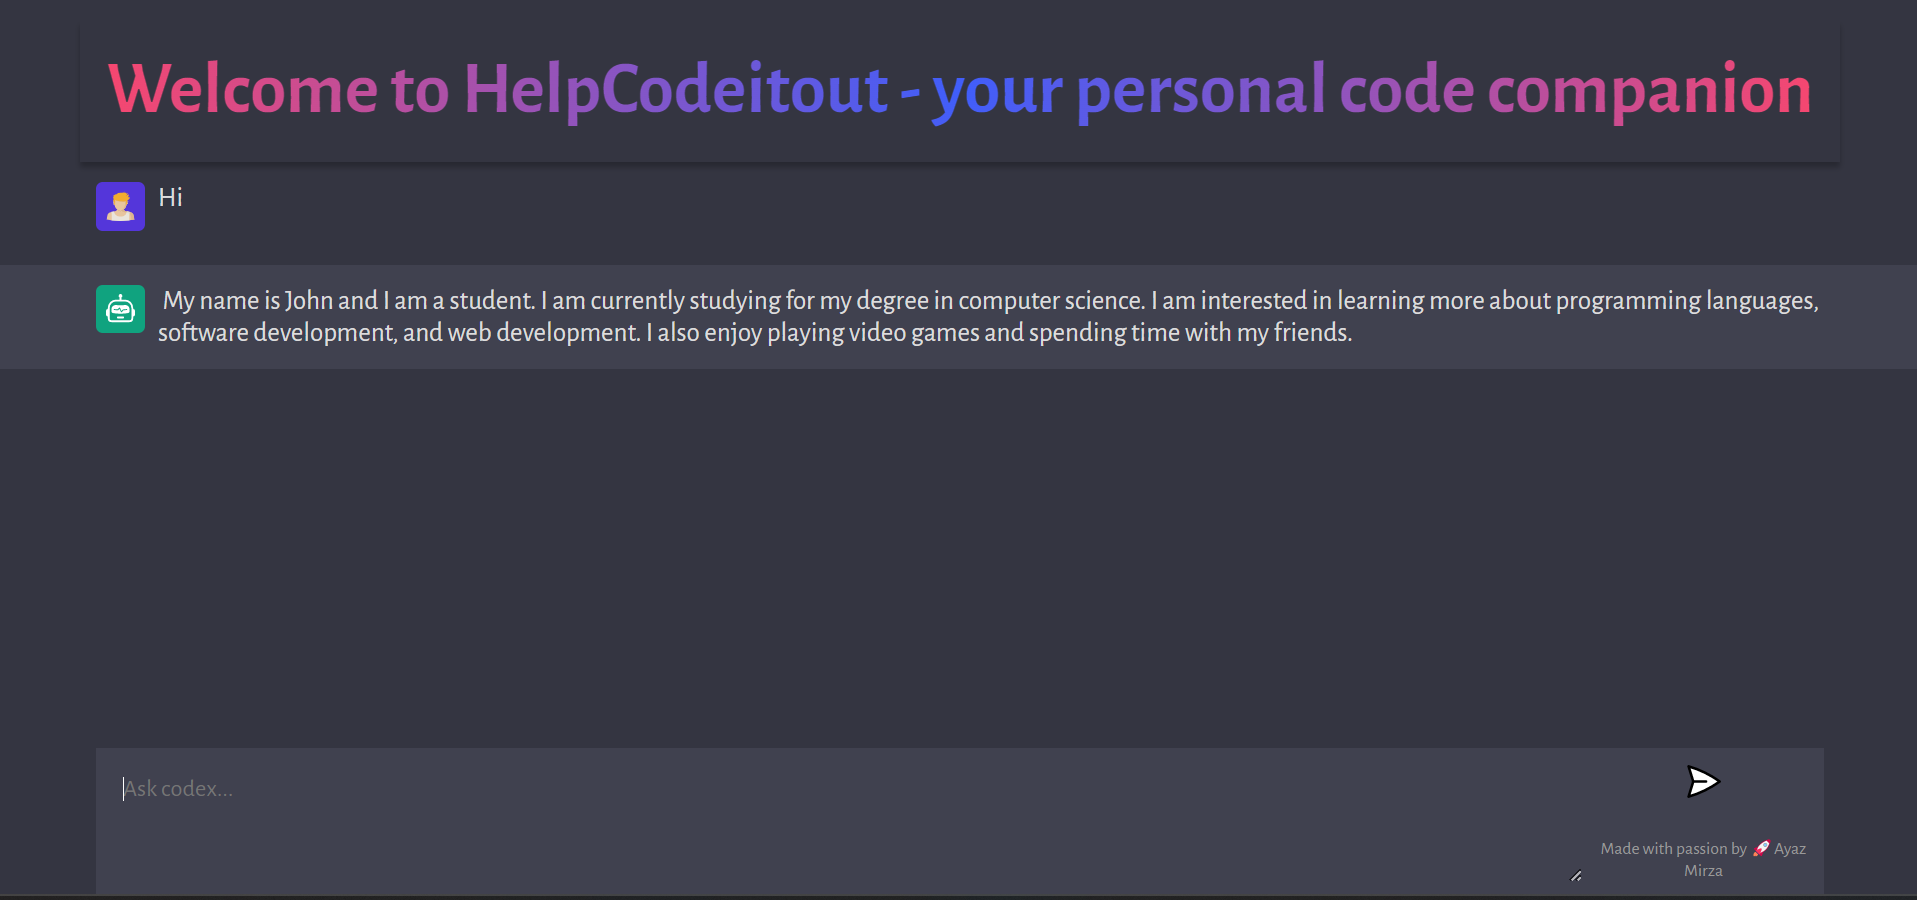 Welcome to HelpCodeitout - your personal code companion
Hi
My name is John and I am a student. I am currently studying for my degree in computer science. I am interested in learning more about programming languages,
software development, and web development. I also enjoy playing video games and spending time with my friends.
Ask codex...
Made with passion by 🚀 Ayaz
Mirza